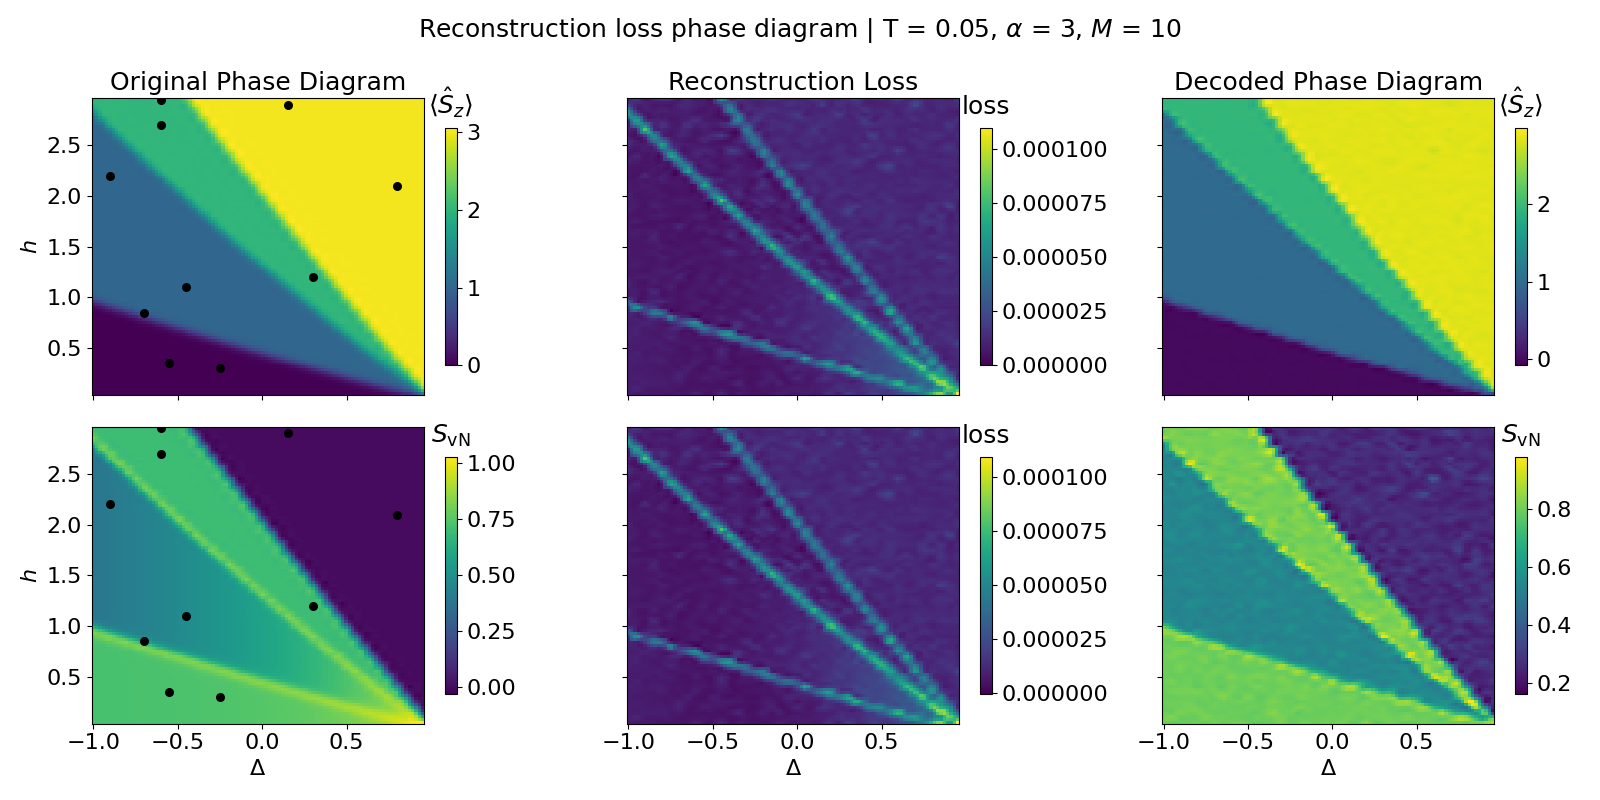 Reconstruction loss phase diagram | T = 0.05, α = 3, M = 10
Original Phase Diagram
Reconstruction Loss
Decoded Phase Diagram
⟨Ŝz⟩
loss
⟨Ŝz⟩
h
2.5
2.0
1.5
1.0
0.5
3
2
1
0
0.000100
0.000075
0.000050
0.000025
0.000000
2
1
0
SvN
loss
SvN
h
2.5
2.0
1.5
1.0
0.5
1.00
0.75
0.50
0.25
0.00
0.000100
0.000075
0.000050
0.000025
0.000000
0.8
0.6
0.4
0.2
−1.0 −0.5 0.0 0.5
−1.0 −0.5 0.0 0.5
−1.0 −0.5 0.0 0.5
Δ
Δ
Δ